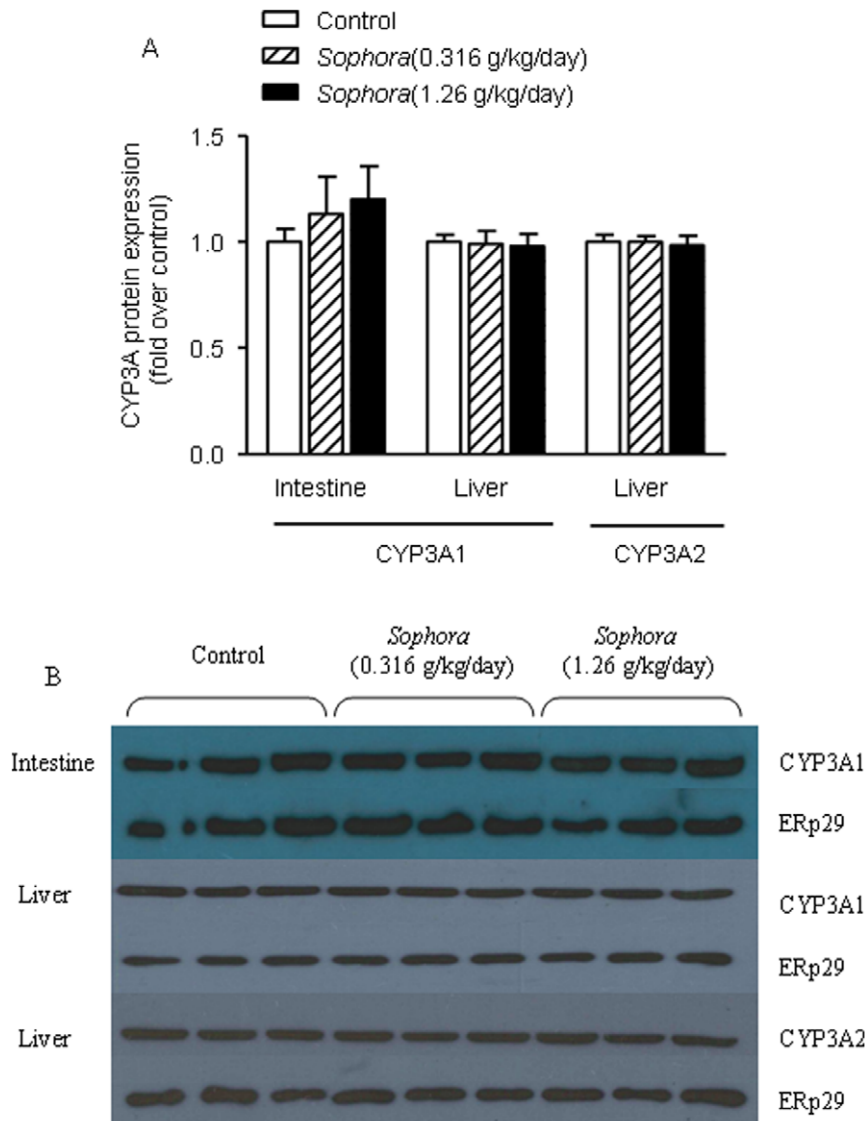 A
Control
Sophora(0.316 g/kg/day)
Sophora(1.26 g/kg/day)
CYP3A protein expression
(fold over control)
1.5
1.0
0.5
0.0
Intestine Liver Liver
CYP3A1 CYP3A2
B
Control
Sophora
(0.316 g/kg/day)
Sophora
(1.26 g/kg/day)
Intestine CYP3A1
ERp29
Liver CYP3A1
ERp29
Liver CYP3A2
ERp29